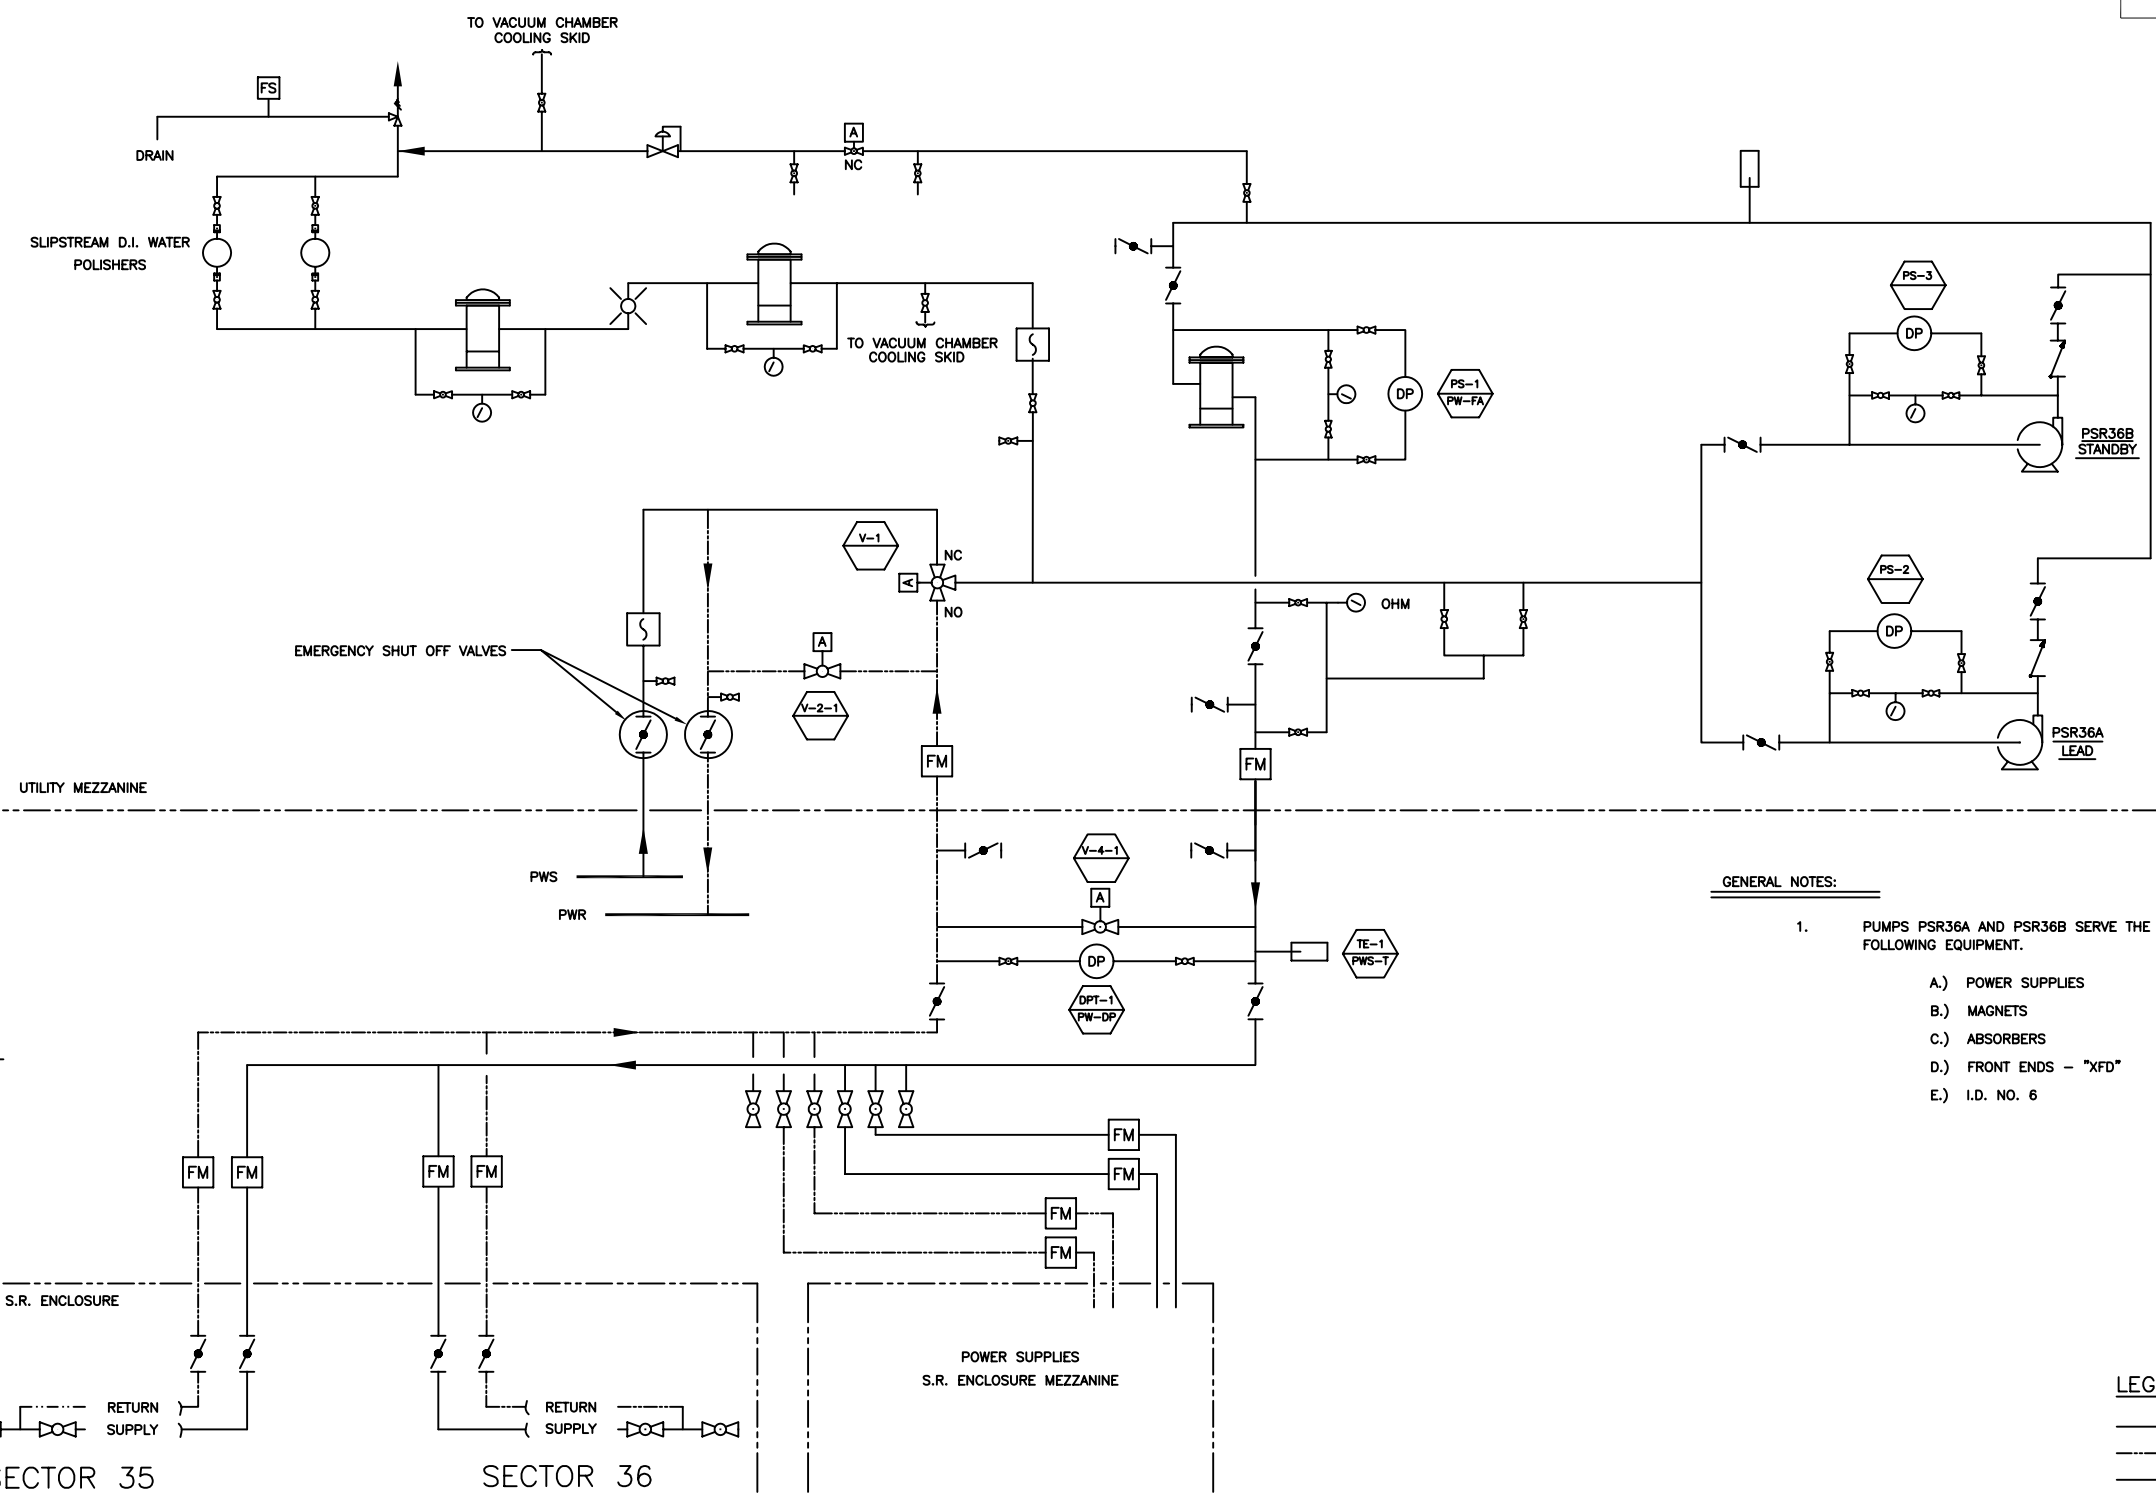 TO VACUUM CHAMBER
COOLING SKID
FS
DRAIN
A
NC
SLIPSTREAM D.I. WATER
POLISHERS
TO VACUUM CHAMBER
COOLING SKID
PS-3
DP
PS-1
PW-FA
DP
PSR36B
STANDBY
V-1
NC
A
NO
OHM
PS-2
DP
EMERGENCY SHUT OFF VALVES
A
V-2-1
PSR36A
LEAD
FM
FM
UTILITY MEZZANINE
V-4-1
A
PWS
PWR
GENERAL NOTES:
1. PUMPS PSR36A AND PSR36B SERVE THE
FOLLOWING EQUIPMENT.
A.) POWER SUPPLIES
B.) MAGNETS
C.) ABSORBERS
D.) FRONT ENDS - "XFD"
E.) I.D. NO. 6
TE-1
PWS-T
DP
DPT-1
PW-DP
FM
FM
FM
FM
FM
FM
FM
FM
S.R. ENCLOSURE
POWER SUPPLIES
S.R. ENCLOSURE MEZZANINE
RETURN
SUPPLY
RETURN
SUPPLY
LEG
ECTOR 35
SECTOR 36